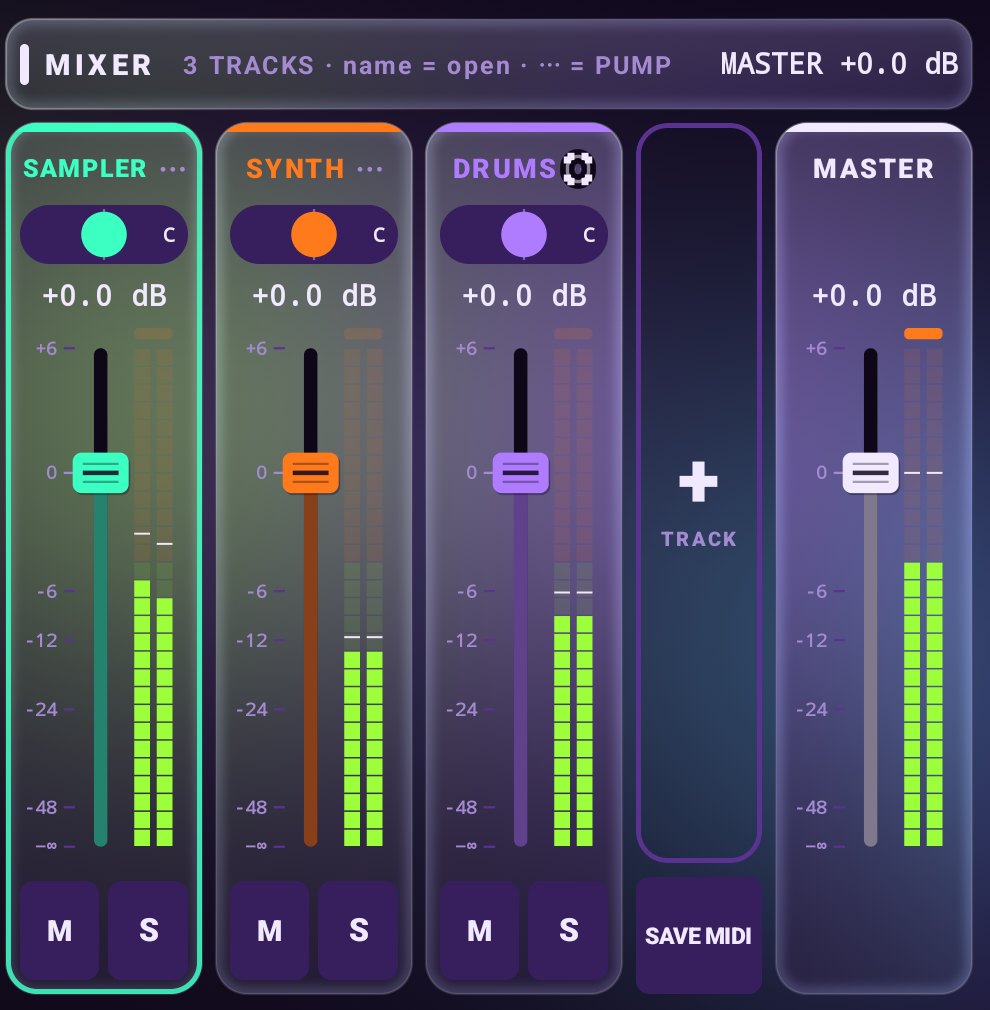 MIXER 3 TRACKS · name = open · ··· = PUMP MASTER +0.0 dB
SAMPLER ··· SYNTH ··· DRUMS MASTER
C C C
+0.0 dB +0.0 dB +0.0 dB +0.0 dB
+6 +6 +6 +6
0 0 0 0
TRACK
-6 -6 -6 -6
-12 -12 -12 -12
-24 -24 -24 -24
-48 -48 -48 -48
-∞ -∞ -∞ -∞
M S M S M S SAVE MIDI